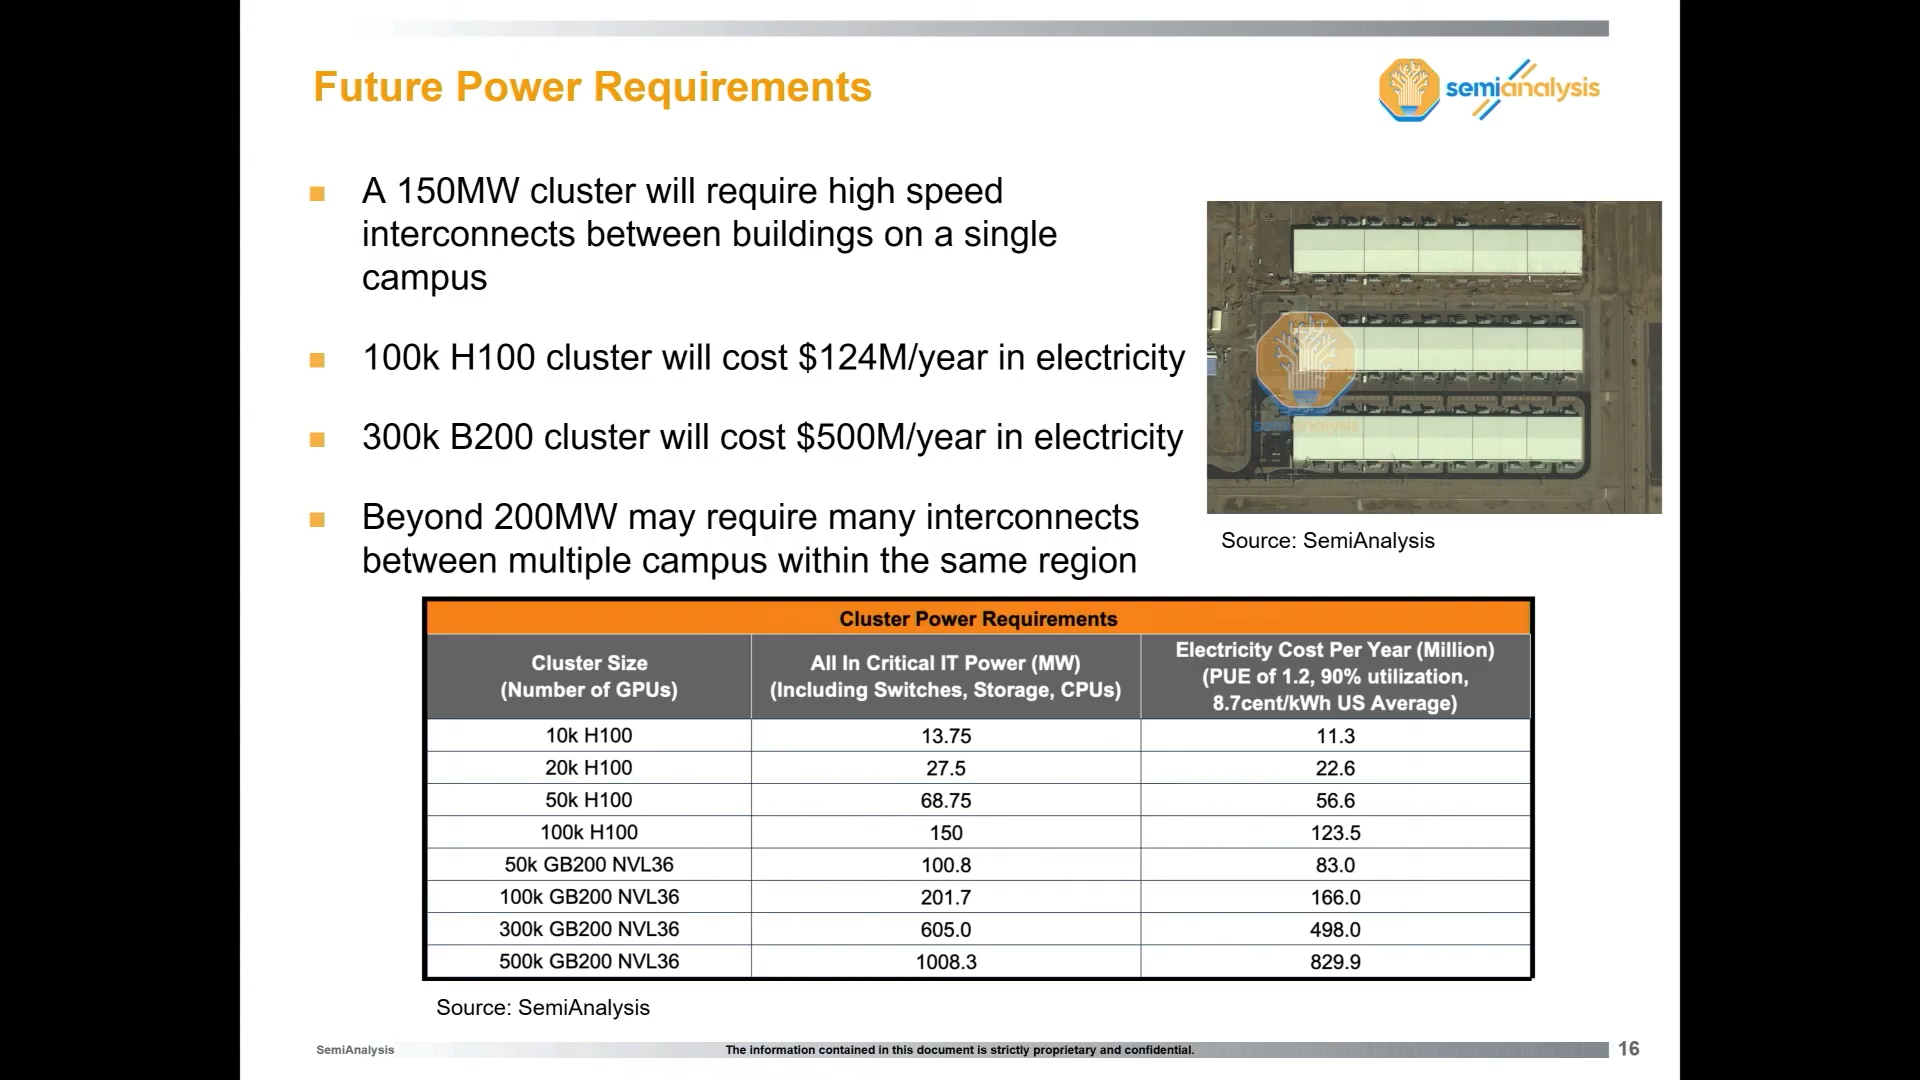 Future Power Requirements
semianalysis
A 150MW cluster will require high speed
interconnects between buildings on a single
campus
100k H100 cluster will cost $124M/year in electricity
300k B200 cluster will cost $500M/year in electricity
Beyond 200MW may require many interconnects
between multiple campus within the same region
semianalysis
Source: SemiAnalysis
Cluster Power Requirements
Cluster Size
(Number of GPUs)
All In Critical IT Power (MW)
(Including Switches, Storage, CPUs)
Electricity Cost Per Year (Million)
(PUE of 1.2, 90% utilization,
8.7cent/kWh US Average)
10k H100 13.75 11.3
20k H100 27.5 22.6
50k H100 68.75 56.6
100k H100 150 123.5
50k GB200 NVL36 100.8 83.0
100k GB200 NVL36 201.7 166.0
300k GB200 NVL36 605.0 498.0
500k GB200 NVL36 1008.3 829.9
Source: SemiAnalysis
SemiAnalysis
The information contained in this document is strictly proprietary and confidential.
16